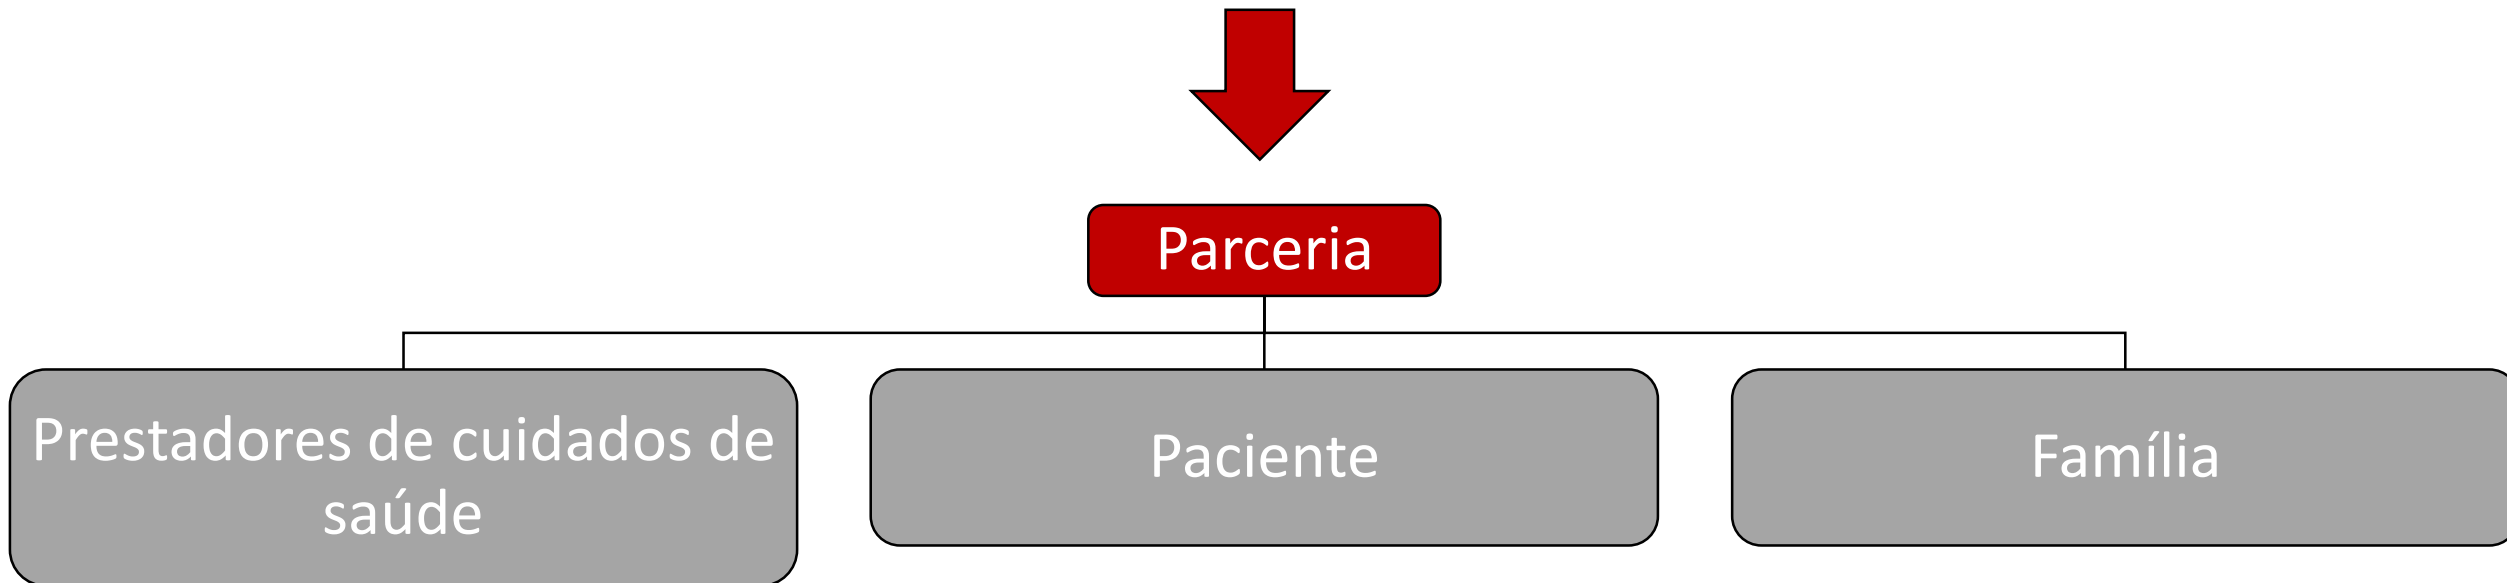 Parceria
Prestadores de cuidados de
saúde
Paciente
Família